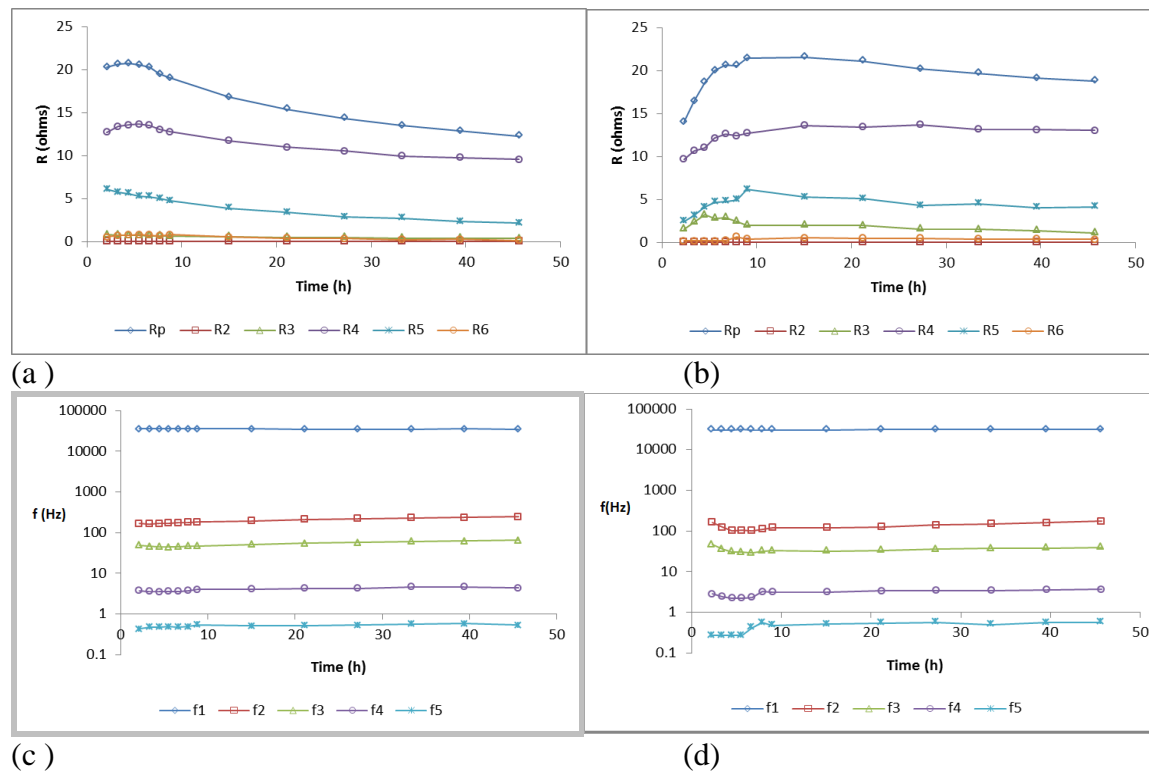 25
20
15
10
5
0
R (ohms)
0 10 20 30 40 50
Time (h)
Rp R2 R3 R4 R5 R6
25
20
15
10
5
0
R (ohms)
0 10 20 30 40 50
Time (h)
Rp R2 R3 R4 R5 R6
(a ) (b)
100000
10000
1000
100
10
1
0.1
f (Hz)
0 10 20 30 40 50
Time (h)
f1 f2 f3 f4 f5
100000
10000
1000
100
10
1
0.1
f(Hz)
0 10 20 30 40 50
Time (h)
f1 f2 f3 f4 f5
(c ) (d)